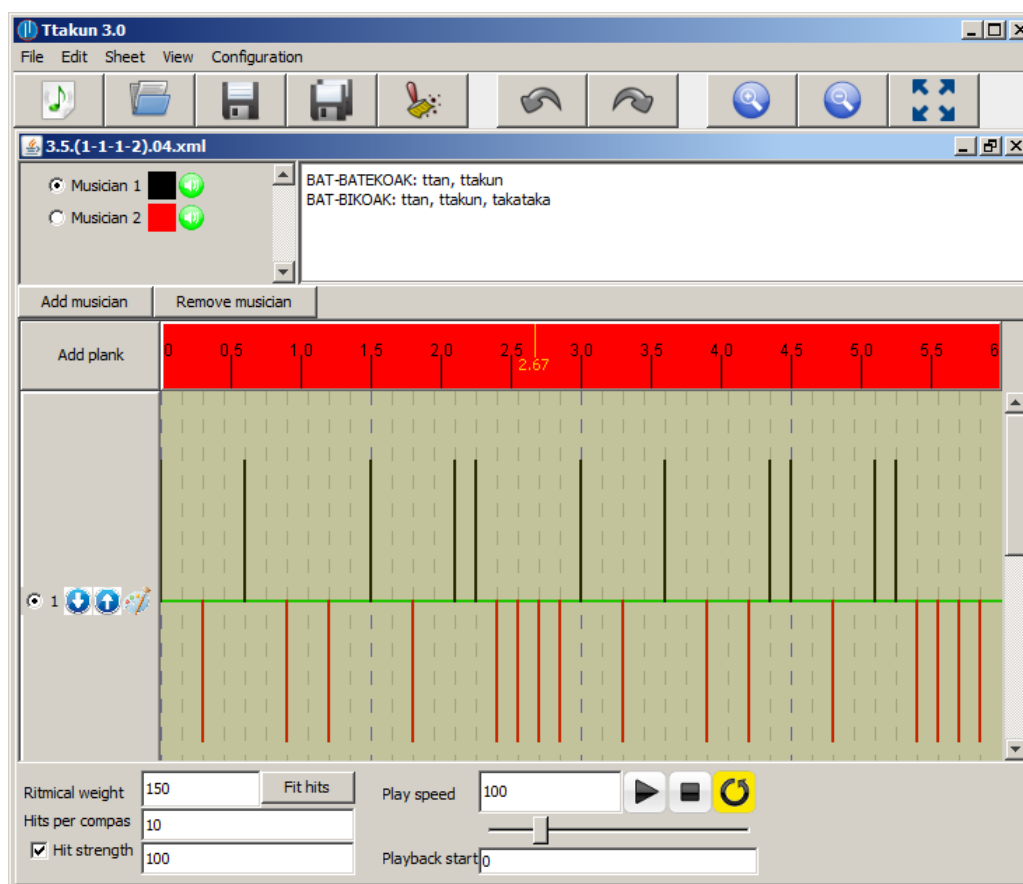 Ttakun 3.0
File Edit Sheet View Configuration
3.5.(1-1-1-2).04.xml
Musician 1
Musician 2
BAT-BATEKOAK: ttan, ttakun
BAT-BIKOAK: ttan, ttakun, takataka
Add musician Remove musician
Add plank
0 0,5 1,0 1,5 2,0 2,5 3,0 3,5 4,0 4,5 5,0 5,5 6
2.67
1
Ritmical weight 150 Fit hits Play speed 100
Hits per compas 10
Hit strength 100 Playback start 0